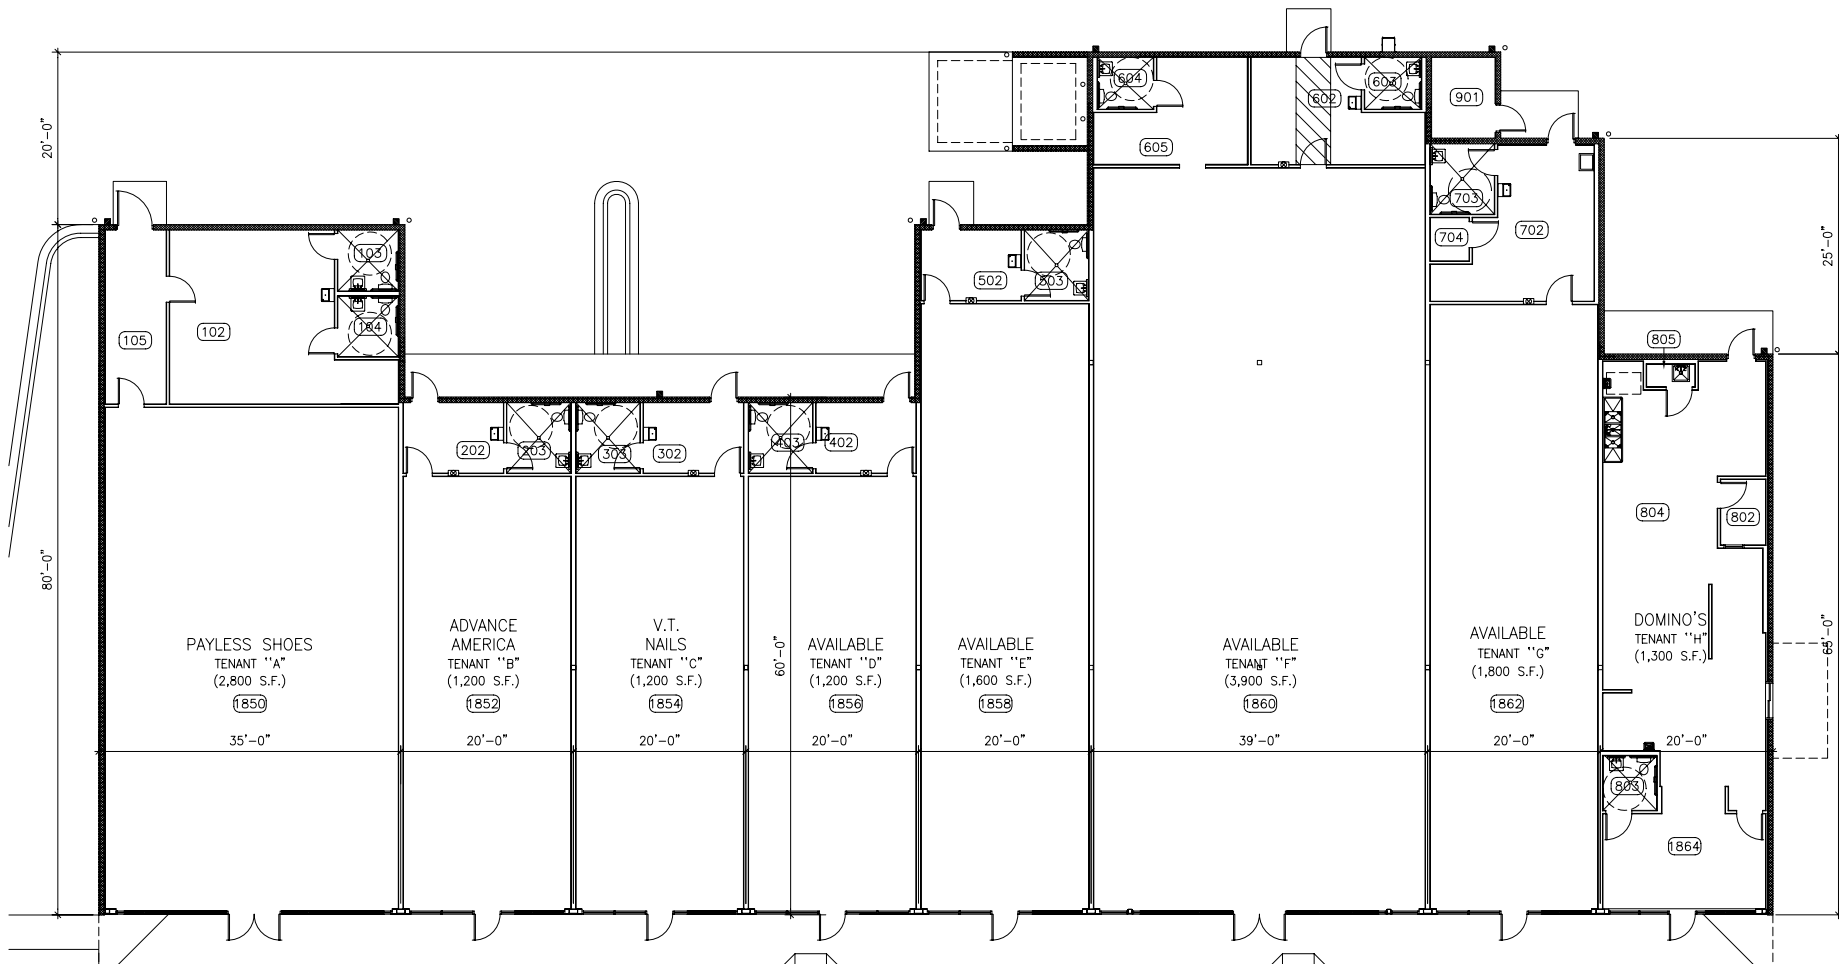 20'-0"
80'-0"
25'-0"
65'-0"
60'-0"
604
603
602
605
901
703
704
702
103
104
105
102
502
503
805
202
203
303
302
403
402
804
802
PAYLESS SHOES
TENANT "A"
(2,800 S.F.)
1850
35'-0"
ADVANCE
AMERICA
TENANT "B"
(1,200 S.F.)
1852
20'-0"
V.T.
NAILS
TENANT "C"
(1,200 S.F.)
1854
20'-0"
AVAILABLE
TENANT "D"
(1,200 S.F.)
1856
20'-0"
AVAILABLE
TENANT "E"
(1,600 S.F.)
1858
20'-0"
AVAILABLE
TENANT "F"
(3,900 S.F.)
1860
39'-0"
AVAILABLE
TENANT "G"
(1,800 S.F.)
1862
20'-0"
DOMINO'S
TENANT "H"
(1,300 S.F.)
20'-0"
803
1864